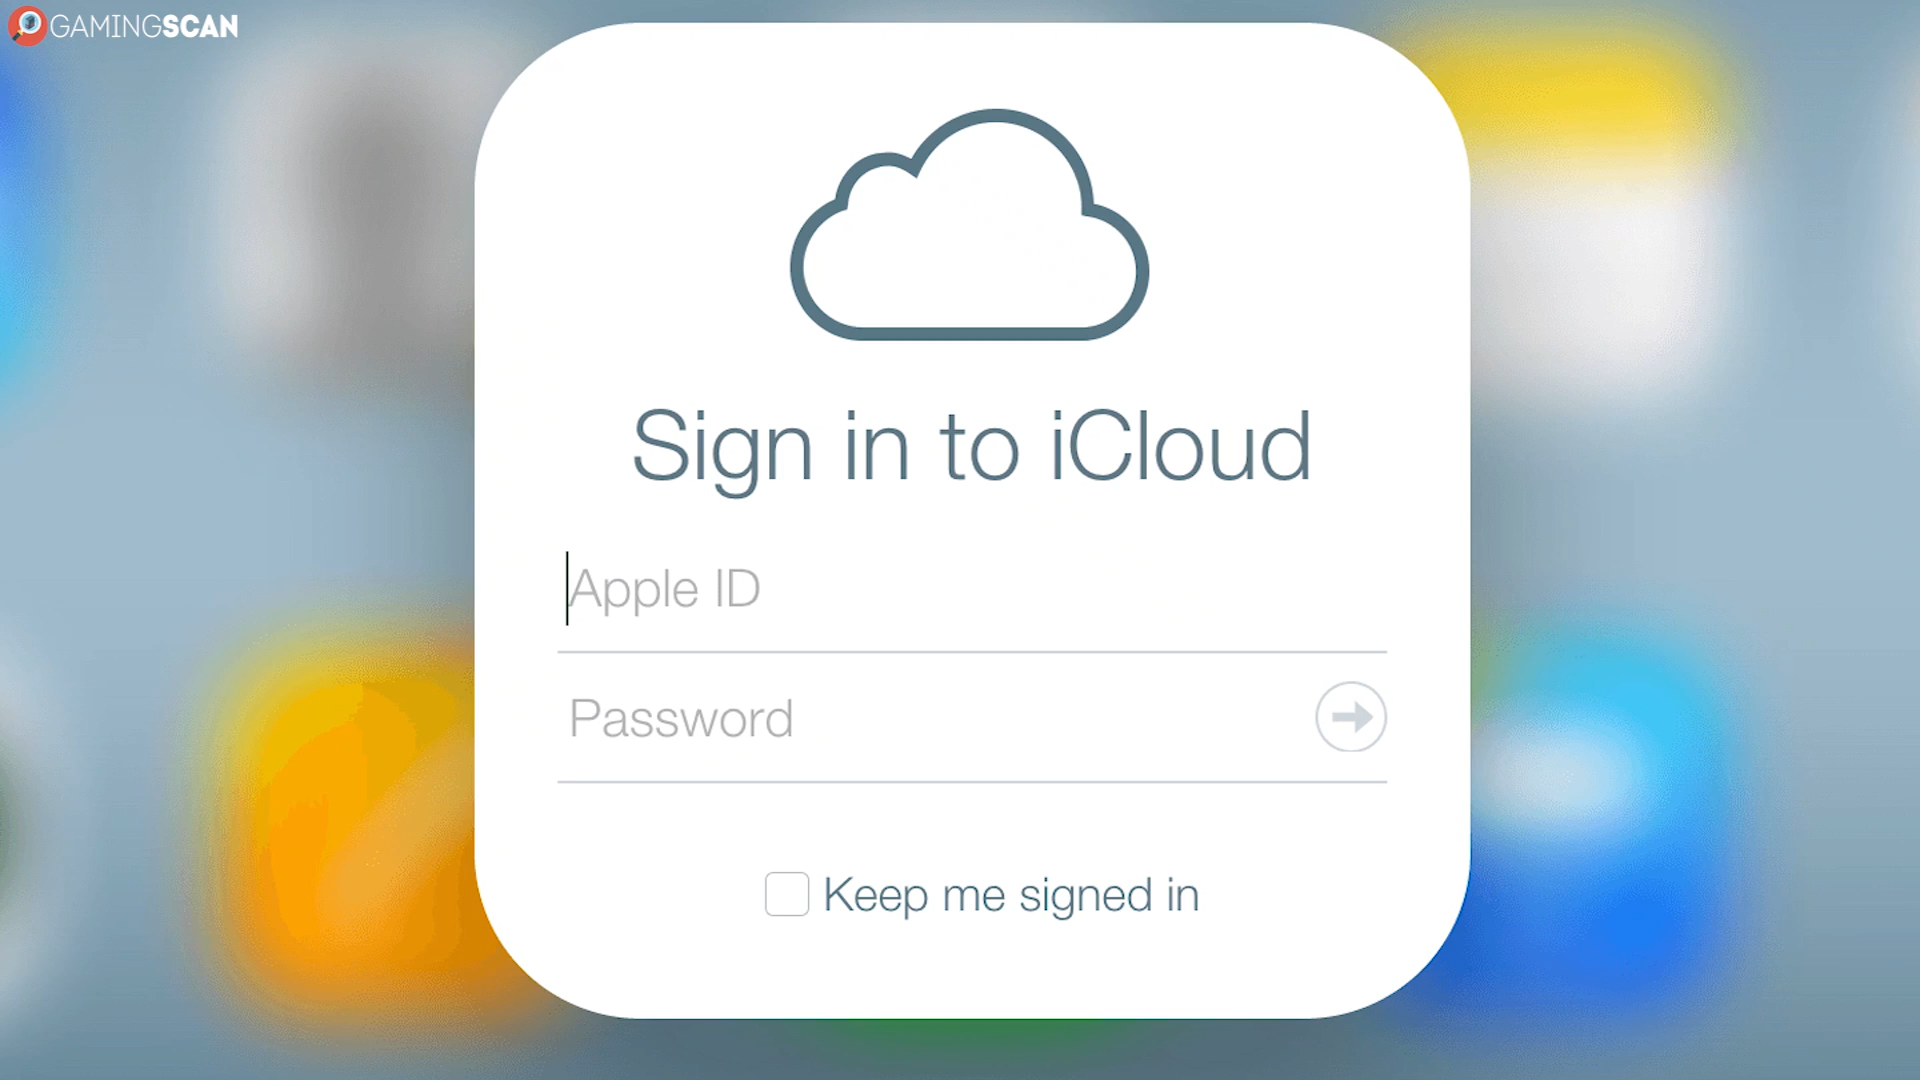 GAMINGSCAN
Sign in to iCloud
Apple ID
Password
Keep me signed in